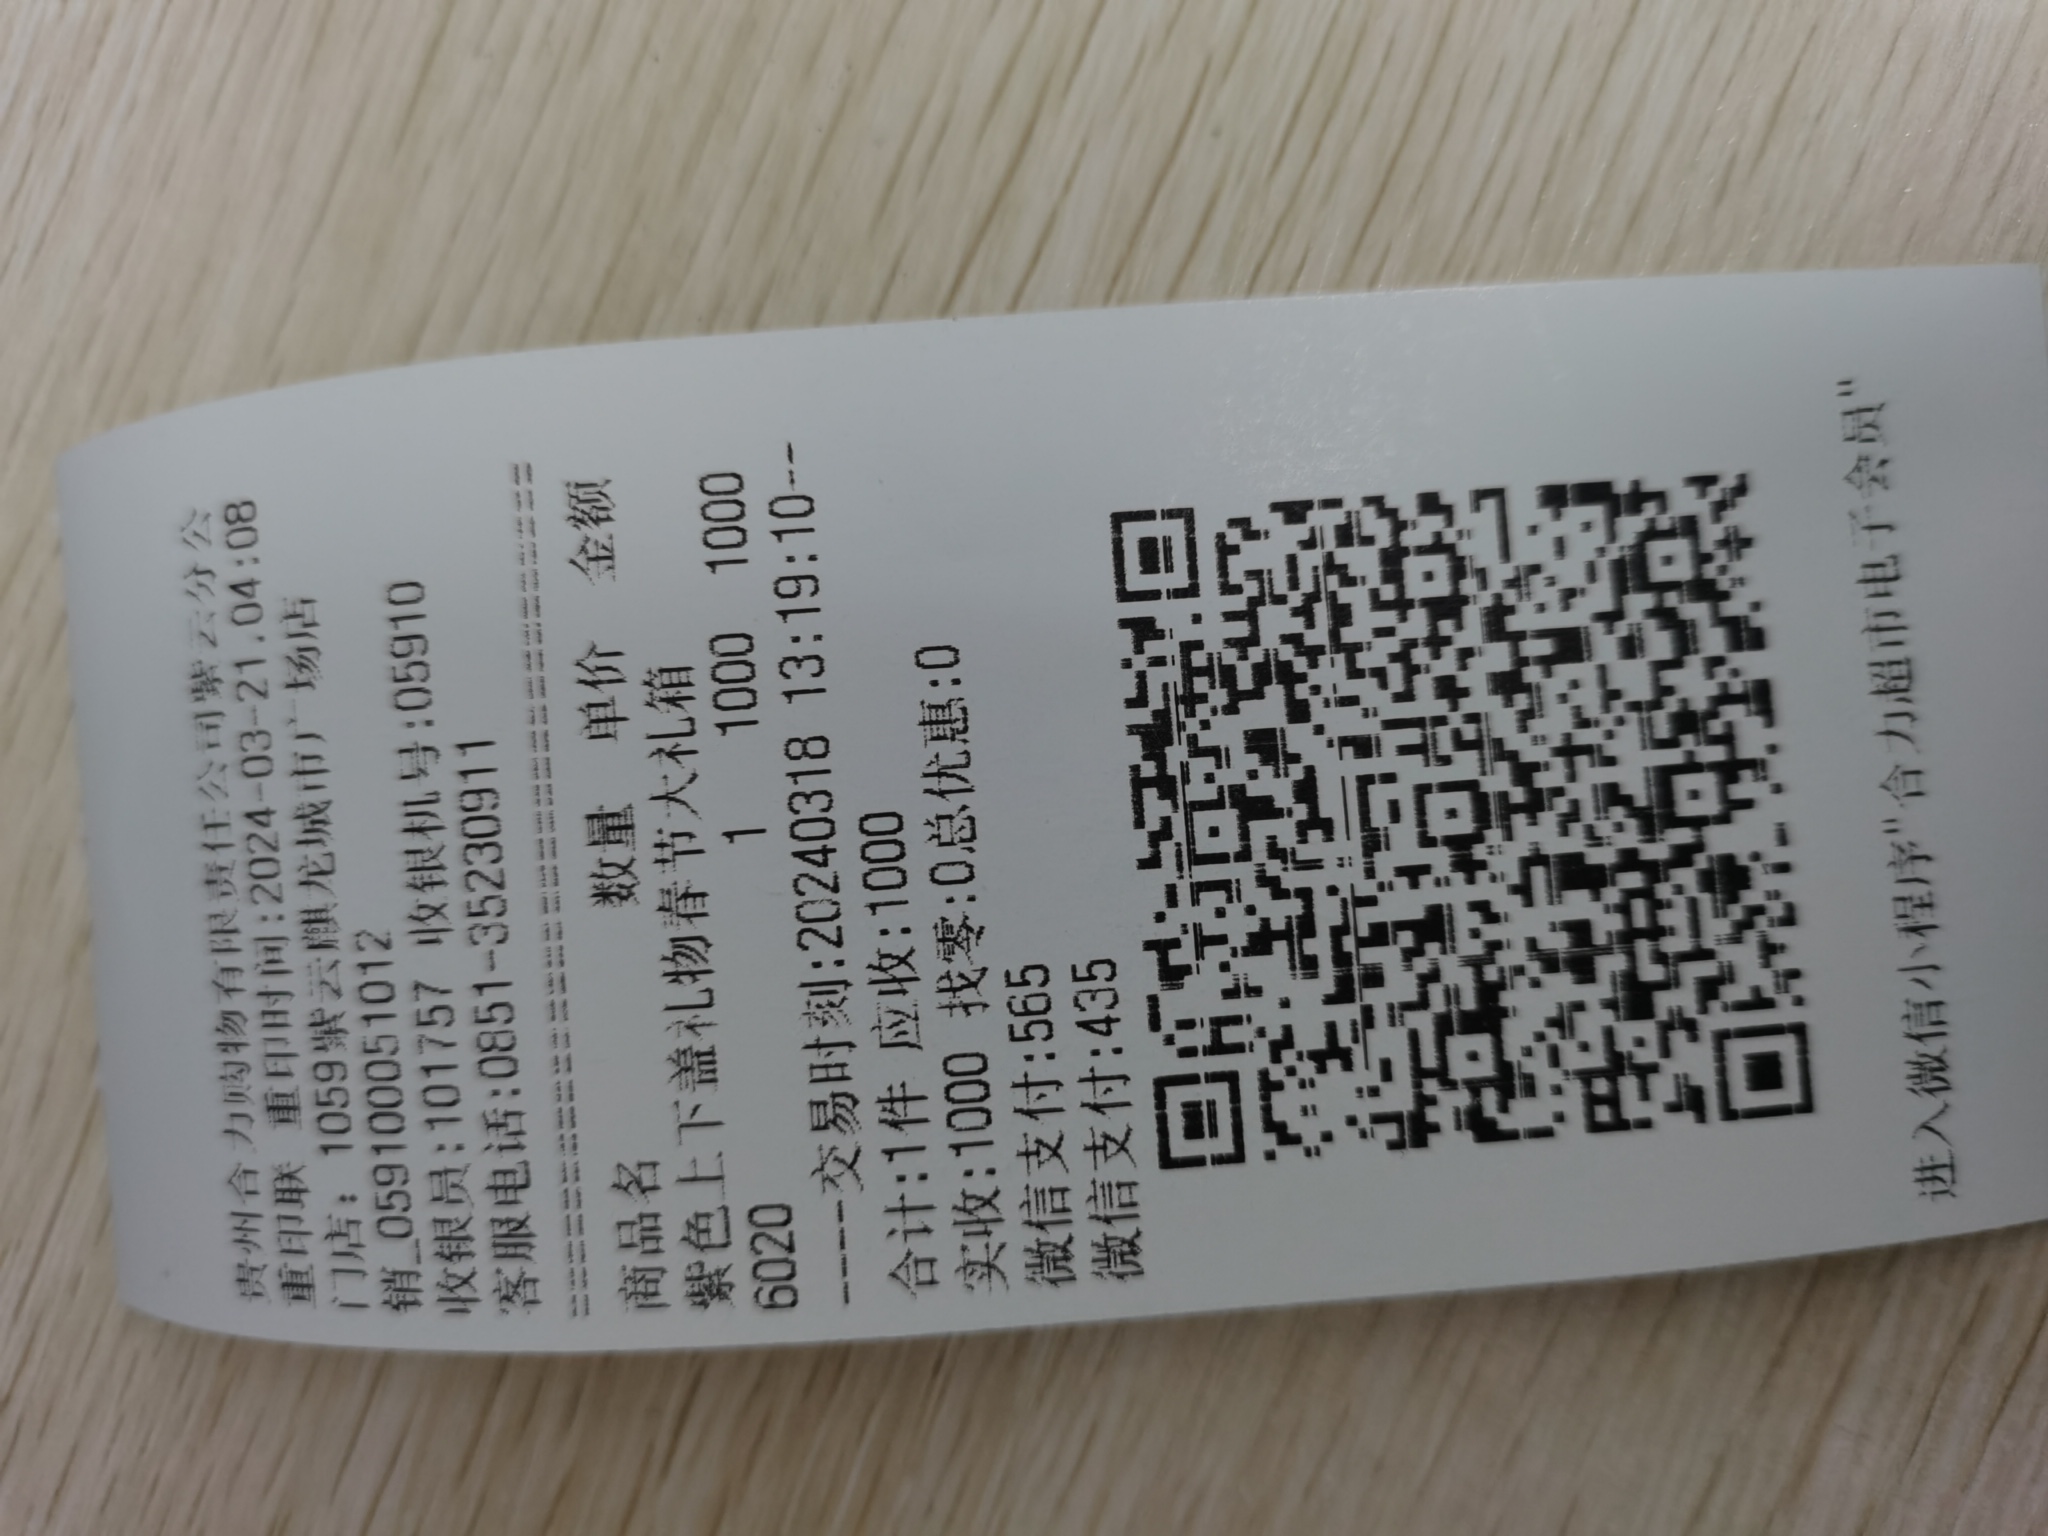 贵州合力购物有限责任公司紫云分公
重印联 重印时间:2024-03-21.04:08
门店: 1059紫云麒龙城市广场店
销_059100051012
收银员:101757 收银机号:05910
客服电话:0851-35230911
================================
商品名 数量 单价 金额
紫色上下盖礼物春节大礼箱
6020 1 1000 1000
-----交易时刻:20240318 13:19:10---
合计:1件 应收:1000
实收:1000 找零:0总优惠:0
微信支付:565
微信支付:435
进入微信小程序"合力超市电子会员"